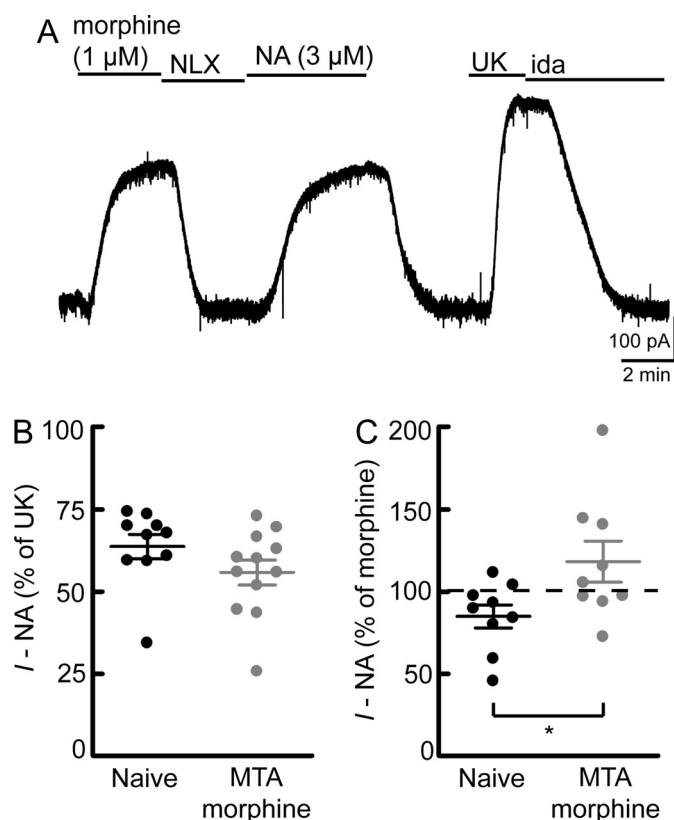 A
morphine
(1 µM)
NLX
NA (3 µM)
UK
ida
100 pA
2 min
B
100
75
50
25
0
I - NA (% of UK)
Naive
MTA
morphine
C
200
150
100
50
0
I - NA (% of morphine)
*
Naive
MTA
morphine